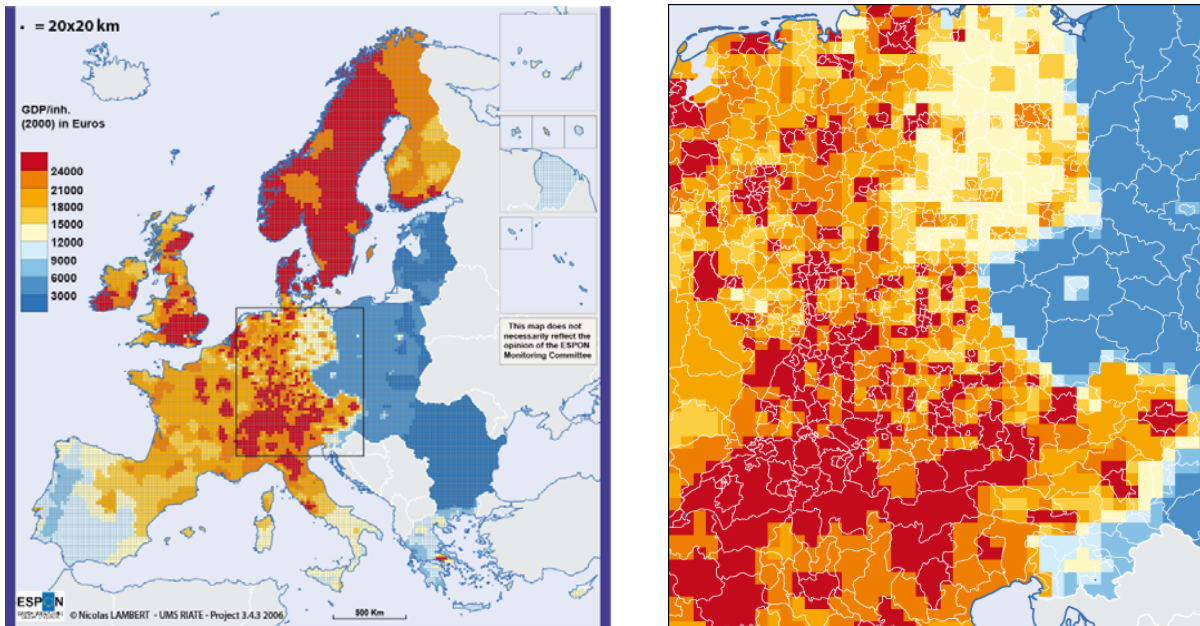 = 20x20 km
GDP/inh.
(2000) in Euros
24000
21000
18000
15000
12000
9000
6000
3000
This map does not
necessarily reflect the
opinion of the ESPON
Monitoring Committee
ESPON
© Nicolas LAMBERT - UMS RIATE - Project 3.4.3 2006
500 Km